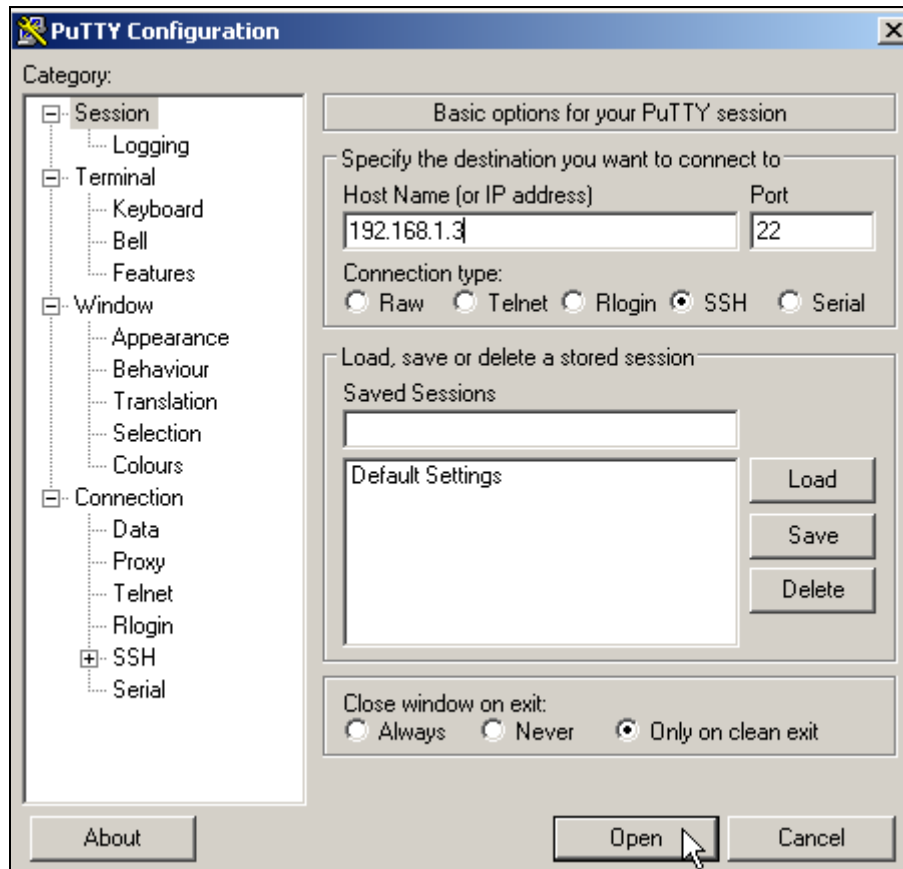 PuTTY Configuration
Category:
Session
Logging
Terminal
Keyboard
Bell
Features
Window
Appearance
Behaviour
Translation
Selection
Colours
Connection
Data
Proxy
Telnet
Rlogin
SSH
Serial
Basic options for your PuTTY session
Specify the destination you want to connect to
Host Name (or IP address) Port
192.168.1.3 22
Connection type:
Raw Telnet Rlogin SSH Serial
Load, save or delete a stored session
Saved Sessions
Default Settings
Load
Save
Delete
Close window on exit:
Always Never Only on clean exit
About Open Cancel